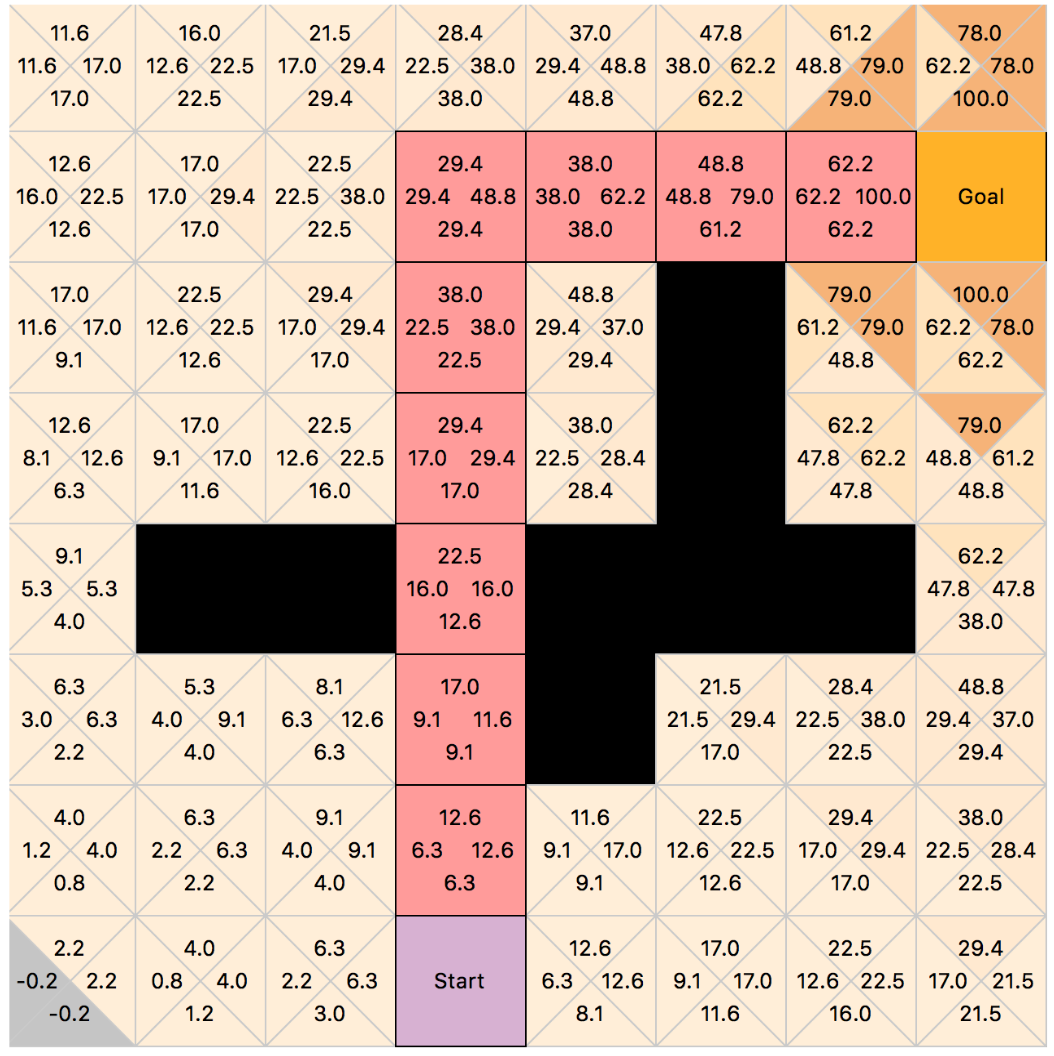 11.6 16.0 21.5 28.4 37.0 47.8 61.2 78.0
11.6 17.0 12.6 22.5 17.0 29.4 22.5 38.0 29.4 48.8 38.0 62.2 48.8 79.0 62.2 78.0
17.0 22.5 29.4 38.0 48.8 62.2 79.0 100.0
12.6 17.0 22.5 29.4 38.0 48.8 62.2
16.0 22.5 17.0 29.4 22.5 38.0 29.4 48.8 38.0 62.2 48.8 79.0 62.2 100.0 Goal
12.6 17.0 22.5 29.4 38.0 61.2 62.2
17.0 22.5 29.4 38.0 48.8 79.0 100.0
11.6 17.0 12.6 22.5 17.0 29.4 22.5 38.0 29.4 37.0 61.2 79.0 62.2 78.0
9.1 12.6 17.0 22.5 29.4 48.8 62.2
12.6 17.0 22.5 29.4 38.0 62.2 79.0
8.1 12.6 9.1 17.0 12.6 22.5 17.0 29.4 22.5 28.4 47.8 62.2 48.8 61.2
6.3 11.6 16.0 17.0 28.4 47.8 48.8
9.1 22.5 62.2
5.3 5.3 16.0 16.0 47.8 47.8
4.0 12.6 38.0
6.3 5.3 8.1 17.0 21.5 28.4 48.8
3.0 6.3 4.0 9.1 6.3 12.6 9.1 11.6 21.5 29.4 22.5 38.0 29.4 37.0
2.2 4.0 6.3 9.1 17.0 22.5 29.4
4.0 6.3 9.1 12.6 11.6 22.5 29.4 38.0
1.2 4.0 2.2 6.3 4.0 9.1 6.3 12.6 9.1 17.0 12.6 22.5 17.0 29.4 22.5 28.4
0.8 2.2 4.0 6.3 9.1 12.6 17.0 22.5
2.2 4.0 6.3 12.6 17.0 22.5 29.4
-0.2 2.2 0.8 4.0 2.2 6.3 Start 6.3 12.6 9.1 17.0 12.6 22.5 17.0 21.5
-0.2 1.2 3.0 8.1 11.6 16.0 21.5